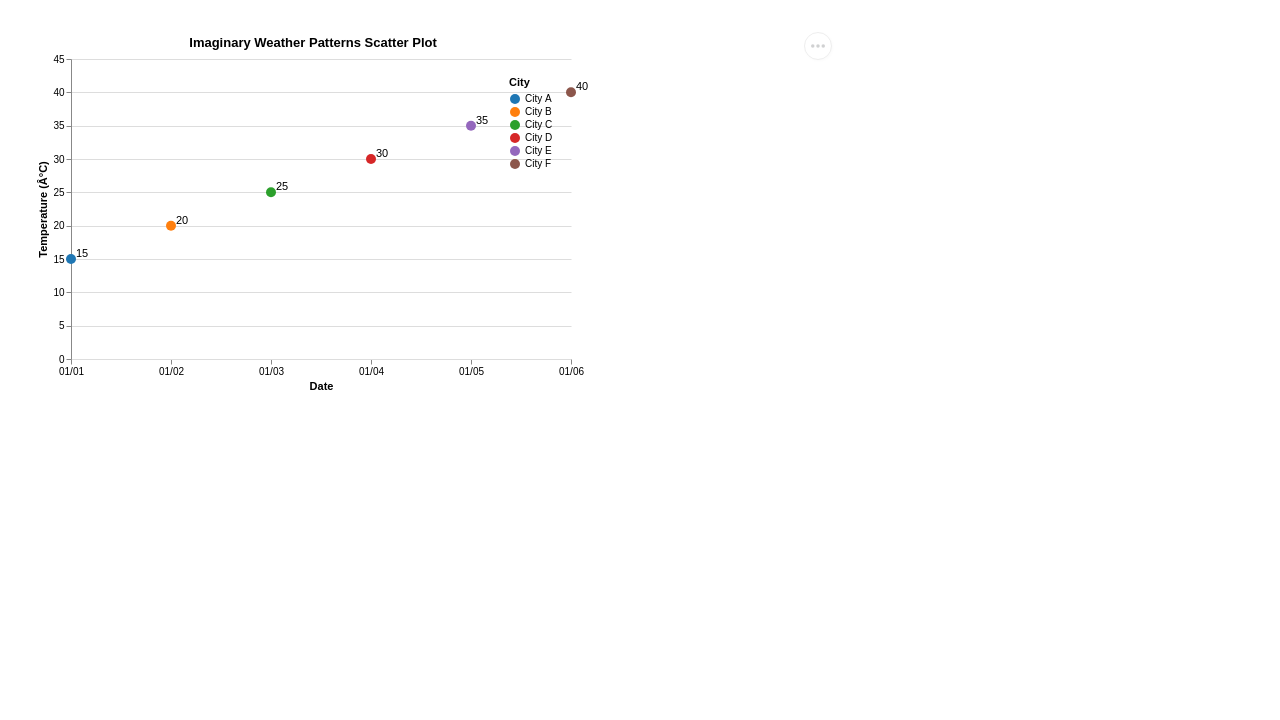 Imaginary Weather Patterns Scatter Plot
45
40
35
30
25
20
15
10
5
0
Temperature (Â°C)
15
20
25
30
35
40
City
City A
City B
City C
City D
City E
City F
01/01 01/02 01/03 01/04 01/05 01/06
Date